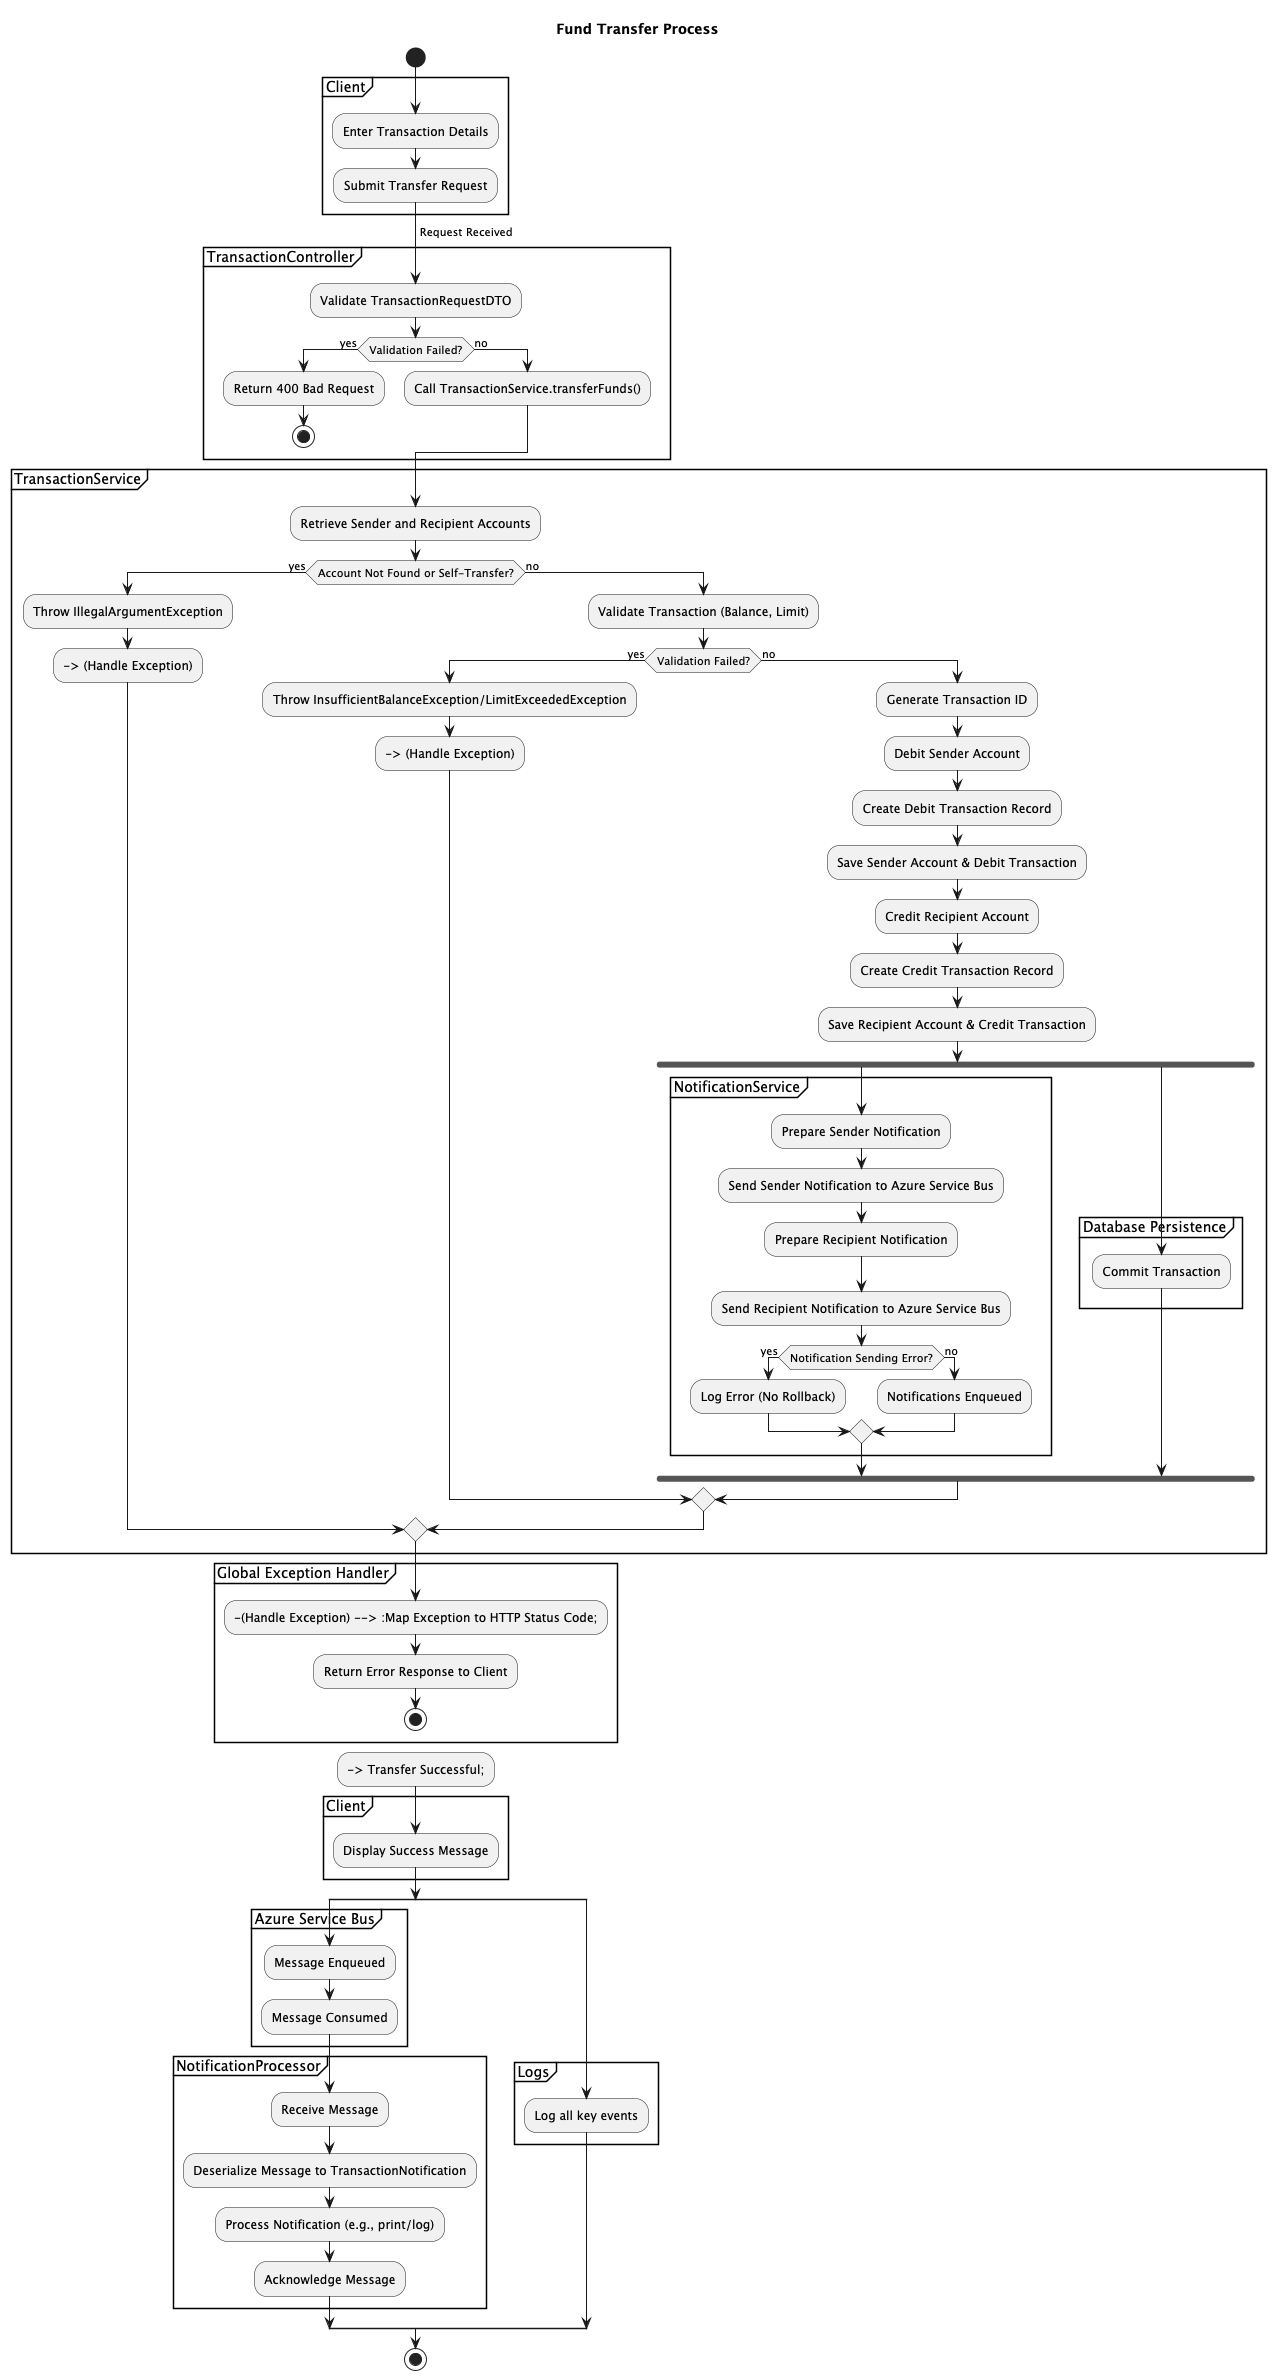 Fund Transfer Process
Client
Enter Transaction Details
Submit Transfer Request
Request Received
TransactionController
Validate TransactionRequestDTO
yes
Validation Failed?
no
Return 400 Bad Request
Call TransactionService.transferFunds()
TransactionService
Retrieve Sender and Recipient Accounts
yes
Account Not Found or Self-Transfer?
no
Throw IllegalArgumentException
Validate Transaction (Balance, Limit)
-> (Handle Exception)
yes
Validation Failed?
no
Throw InsufficientBalanceException/LimitExceededException
Generate Transaction ID
-> (Handle Exception)
Debit Sender Account
Create Debit Transaction Record
Save Sender Account & Debit Transaction
Credit Recipient Account
Create Credit Transaction Record
Save Recipient Account & Credit Transaction
NotificationService
Prepare Sender Notification
Send Sender Notification to Azure Service Bus
Prepare Recipient Notification
Send Recipient Notification to Azure Service Bus
yes
Notification Sending Error?
no
Log Error (No Rollback)
Notifications Enqueued
Database Persistence
Commit Transaction
Global Exception Handler
-(Handle Exception) --> :Map Exception to HTTP Status Code;
Return Error Response to Client
-> Transfer Successful;
Client
Display Success Message
Azure Service Bus
Message Enqueued
Message Consumed
NotificationProcessor
Receive Message
Deserialize Message to TransactionNotification
Process Notification (e.g., print/log)
Acknowledge Message
Logs
Log all key events